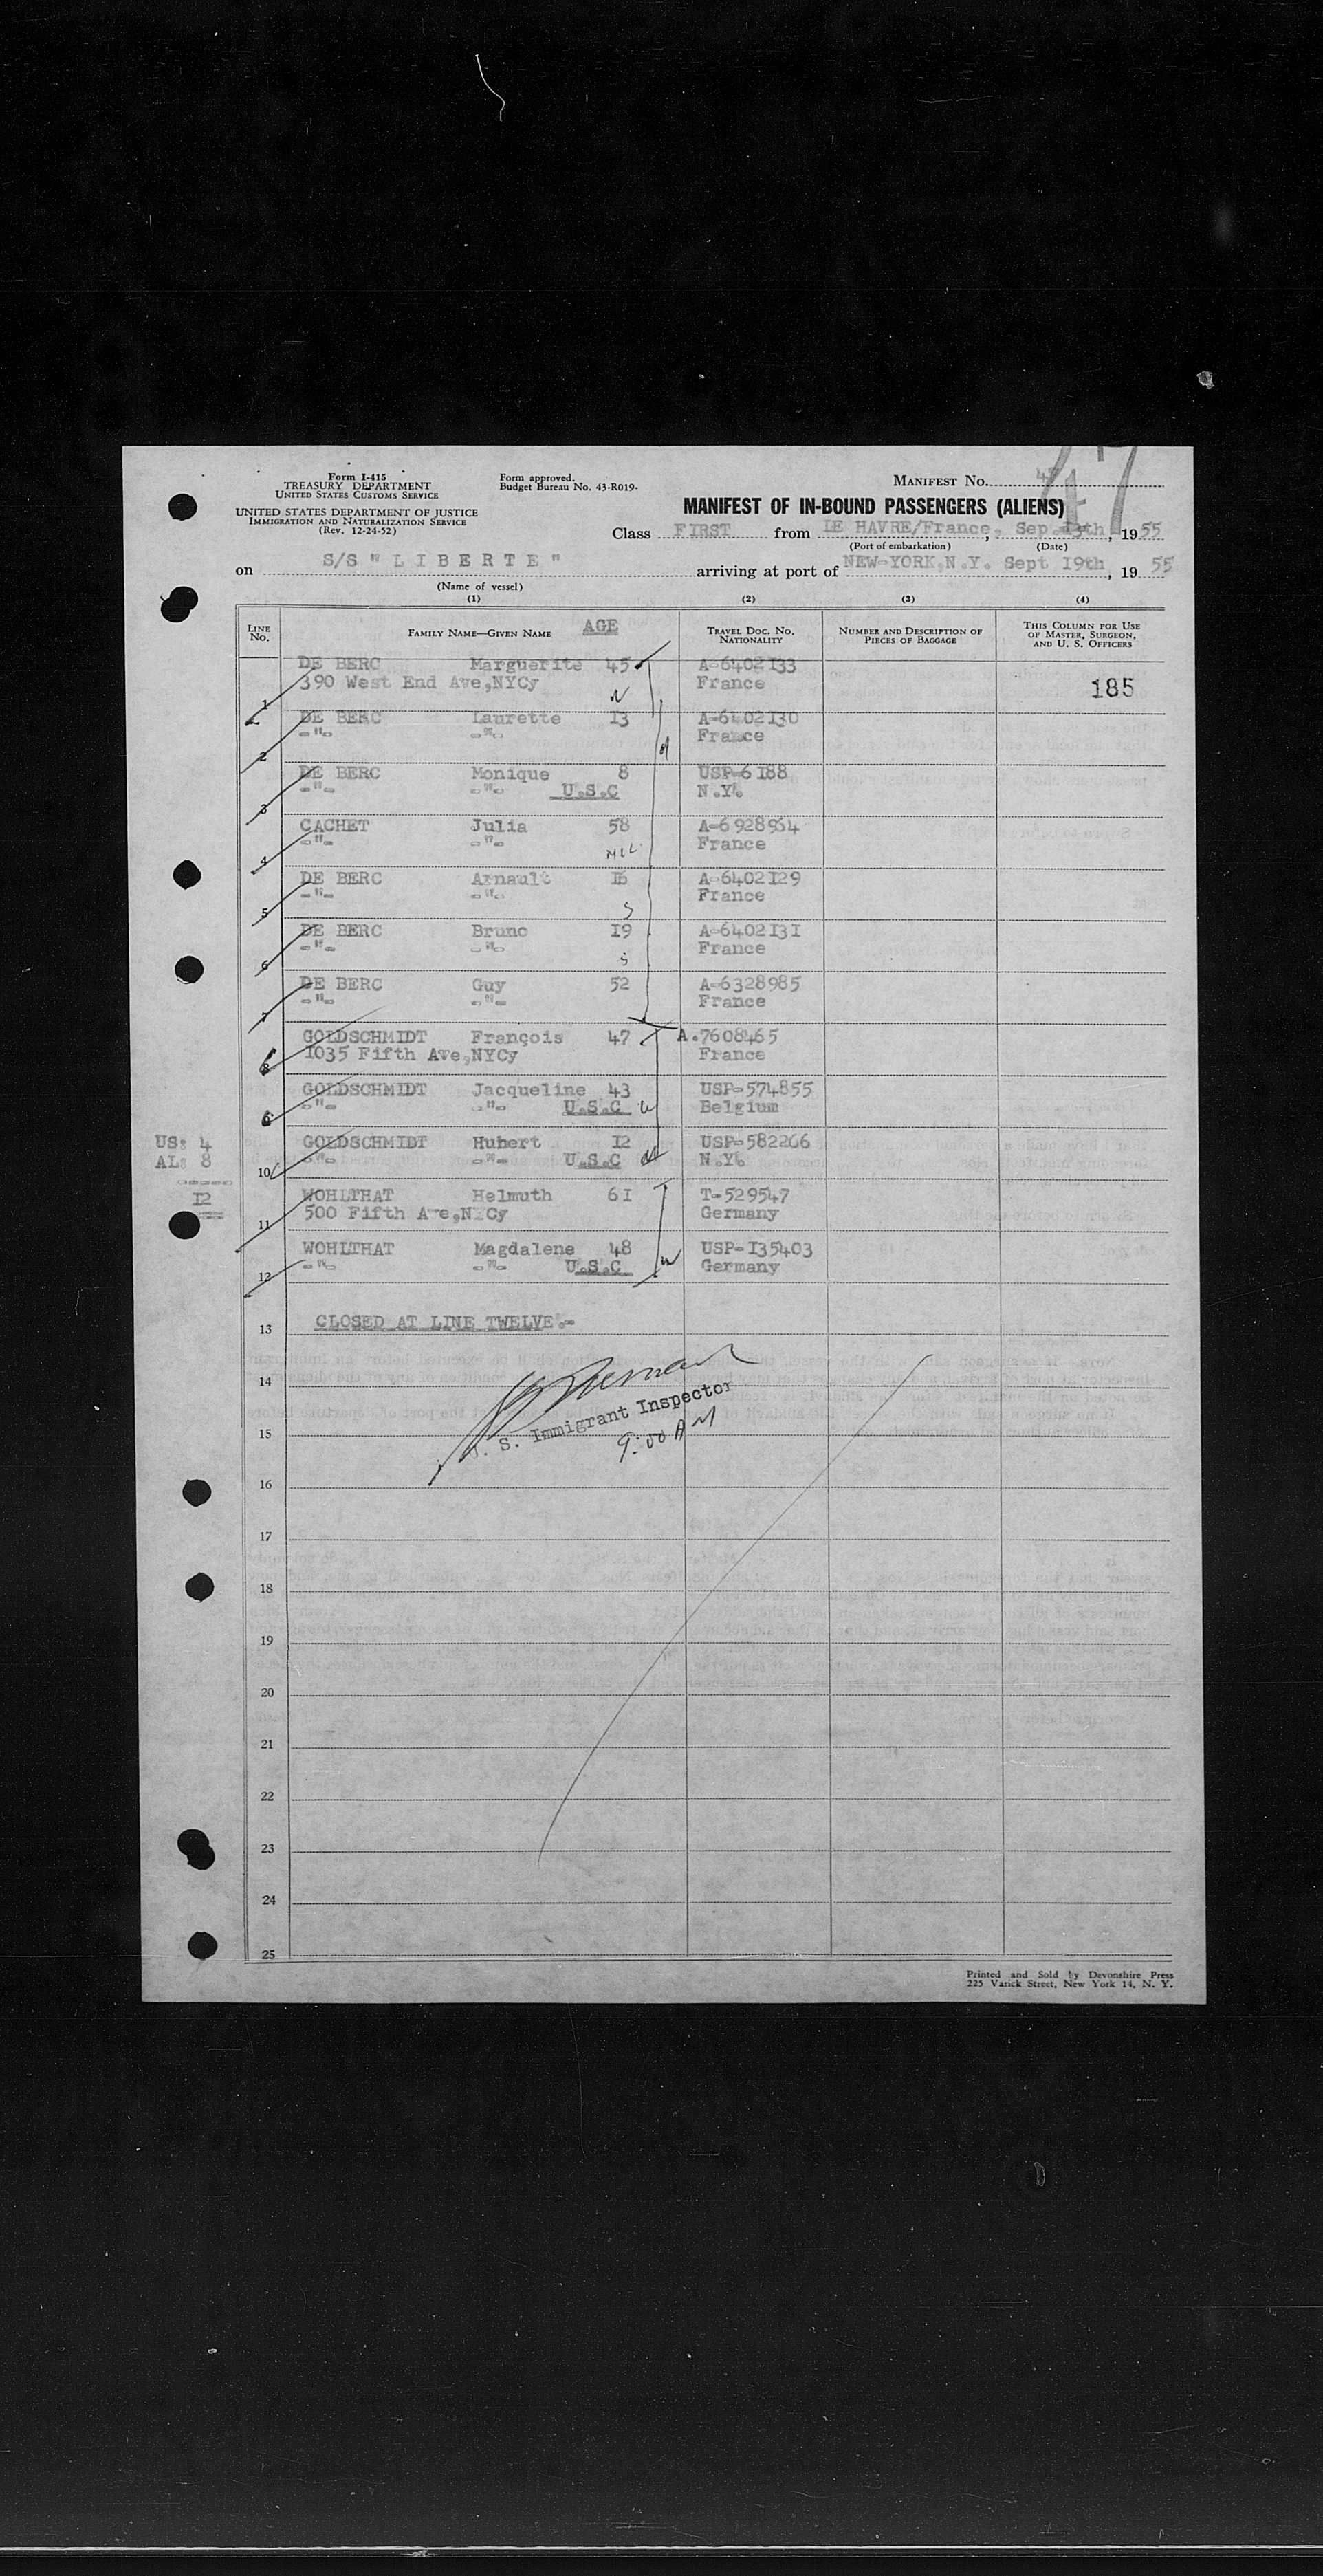 Form I-415
TREASURY DEPARTMENT
UNITED STATES CUSTOMS SERVICE
UNITED STATES DEPARTMENT OF JUSTICE
IMMIGRATION AND NATURALIZATION SERVICE
(Rev. 12-24-52)
Form approved.
Budget Bureau No. 43-R019-
MANIFEST No.
47
MANIFEST OF IN-BOUND PASSENGERS (ALIENS)
Class FIRST from LE HAVRE/France, Sep.13th, 1955
(Port of embarkation) (Date)
on S/S "LIBERTE" arriving at port of NEW-YORK,N.Y. Sept 19th, 1955
(Name of vessel)
(1) (2) (3) (4)
LINE No. FAMILY NAME—GIVEN NAME AGE TRAVEL DOC. NO. NATIONALITY NUMBER AND DESCRIPTION OF PIECES OF BAGGAGE THIS COLUMN FOR USE OF MASTER, SURGEON, AND U. S. OFFICERS
DE BERC Marguerite 45 A-6402133
1 390 West End Ave,NYCy France 185
DE BERC Laurette 13 A-6402130
2 -"- -"- France
DE BERC Monique 8 USP-6188
3 -"- -"- U.S.C N.Y.
CACHET Julia 58 A-6928964
4 -"- -"- France
DE BERC Arnault A-6402129
5 -"- -"- France
S
DE BERC Bruno 19 A-6402131
6 -"- -"- France
S
DE BERC Guy 52 A-6328985
7 -"- -"- France
GOLDSCHMIDT François 47 A.7608465
8 1035 Fifth Ave,NYCy France
GOLDSCHMIDT Jacqueline 43 USP-574855
-"- -"- U.S.C Belgium
GOLDSCHMIDT Hubert 12 USP-582266
10 -"- -"- U.S.C N.Y.
US: 4
AL: 8
12
WOHLTHAT Helmuth 61 T-529547
11 500 Fifth Ave,NYCy Germany
WOHLTHAT Magdalene 48 USP-135403
12 -"- -"- U.S.C Germany
13 CLOSED AT LINE TWELVE.-
14
S. Immigrant Inspector
15
9:00 AM
16
17
18
19
20
21
22
23
24
25
Printed and Sold by Devonshire Press
225 Varick Street, New York 14, N. Y.